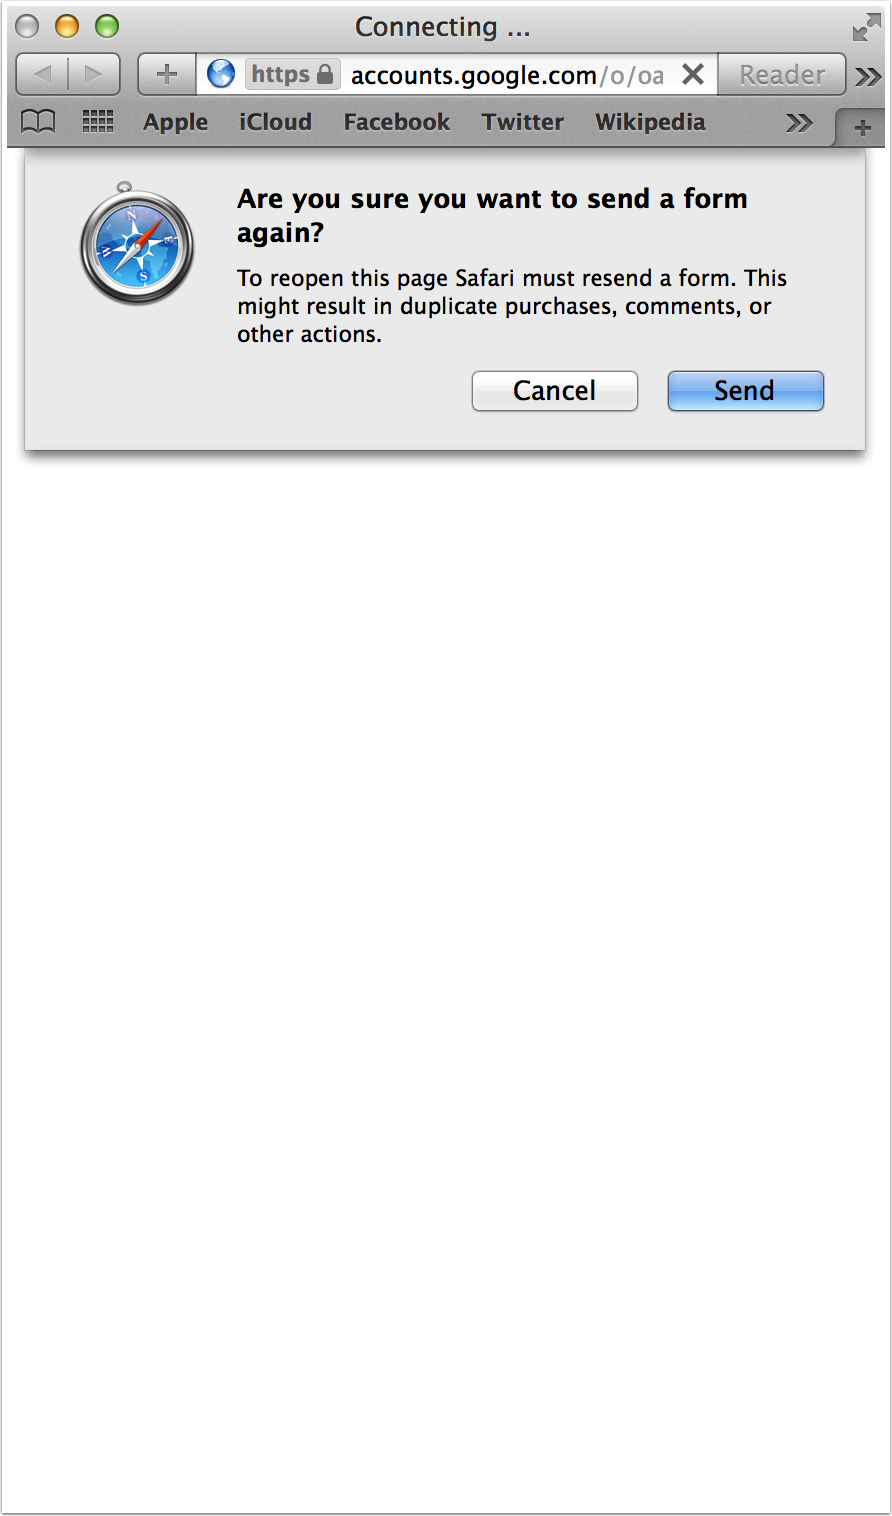 Connecting ...
https accounts.google.com/o/oa Reader
Apple iCloud Facebook Twitter Wikipedia
Are you sure you want to send a form
again?
To reopen this page Safari must resend a form. This
might result in duplicate purchases, comments, or
other actions.
N
E
W
S
Cancel Send